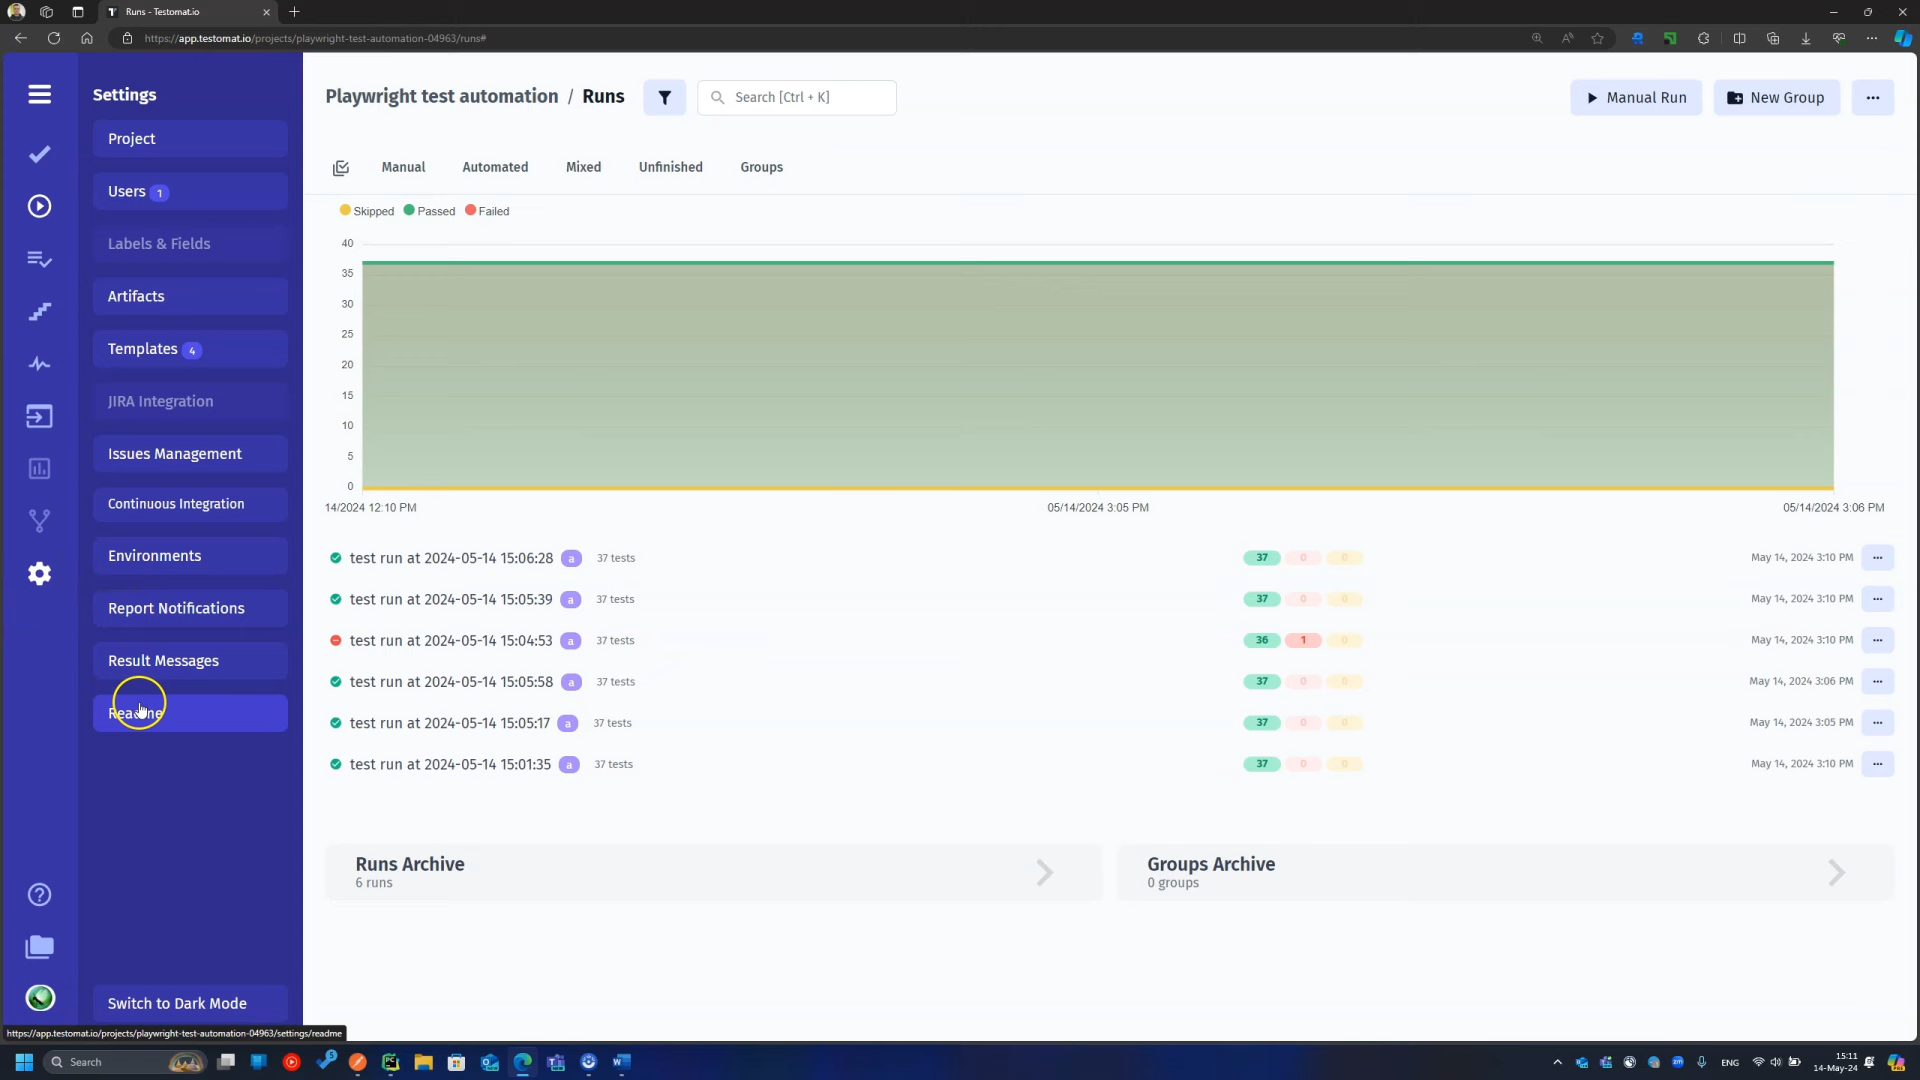 Runs - Testomat.io
https://app.testomat.io/projects/playwright-test-automation-04963/runs#
Settings
Project
Users 1
Labels & Fields
Artifacts
Templates 4
JIRA Integration
Issues Management
Continuous Integration
Environments
Report Notifications
Result Messages
Readme
Switch to Dark Mode
https://app.testomat.io/projects/playwright-test-automation-04963/settings/readme
Playwright test automation / Runs
Search [Ctrl + K]
Manual Run
New Group
Manual Automated Mixed Unfinished Groups
Skipped Passed Failed
40
35
30
25
20
15
10
5
0
14/2024 12:10 PM 05/14/2024 3:05 PM 05/14/2024 3:06 PM
test run at 2024-05-14 15:06:28 a 37 tests 37 0 0 May 14, 2024 3:10 PM
test run at 2024-05-14 15:05:39 a 37 tests 37 0 0 May 14, 2024 3:10 PM
test run at 2024-05-14 15:04:53 a 37 tests 36 1 0 May 14, 2024 3:10 PM
test run at 2024-05-14 15:05:58 a 37 tests 37 0 0 May 14, 2024 3:06 PM
test run at 2024-05-14 15:05:17 a 37 tests 37 0 0 May 14, 2024 3:05 PM
test run at 2024-05-14 15:01:35 a 37 tests 37 0 0 May 14, 2024 3:10 PM
Runs Archive
6 runs
Groups Archive
0 groups
Search
ENG
15:11
14-May-24